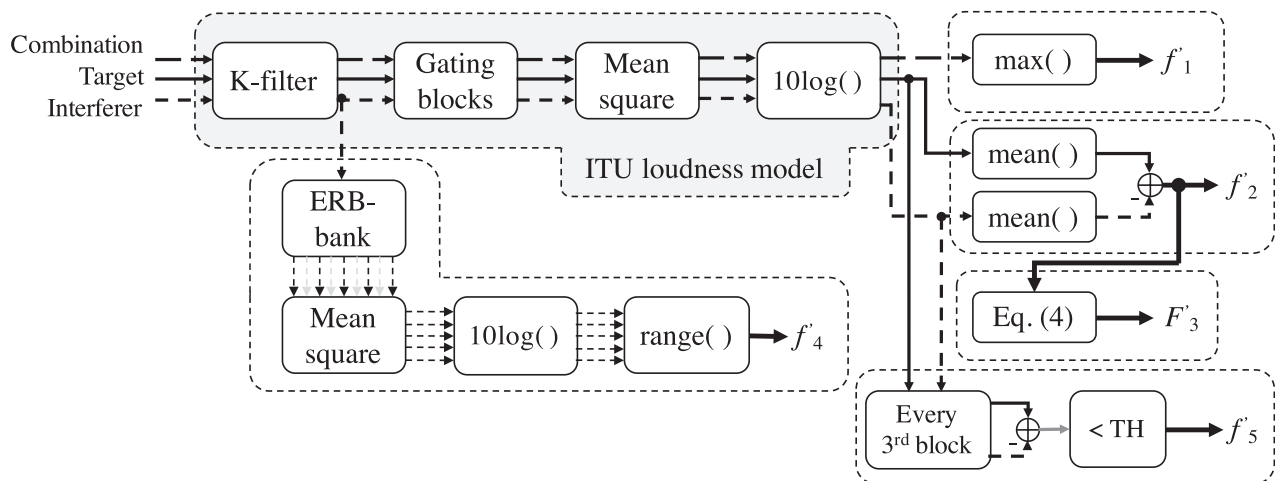 Combination
Target
Interferer
K-filter
Gating
blocks
Mean
square
10log( )
max( )
f'1
ITU loudness model
mean( )
mean( )
-
f'2
ERB-
bank
Mean
square
10log( )
range( )
f'4
Eq. (4)
F'3
Every
3rd block
-
< TH
f'5